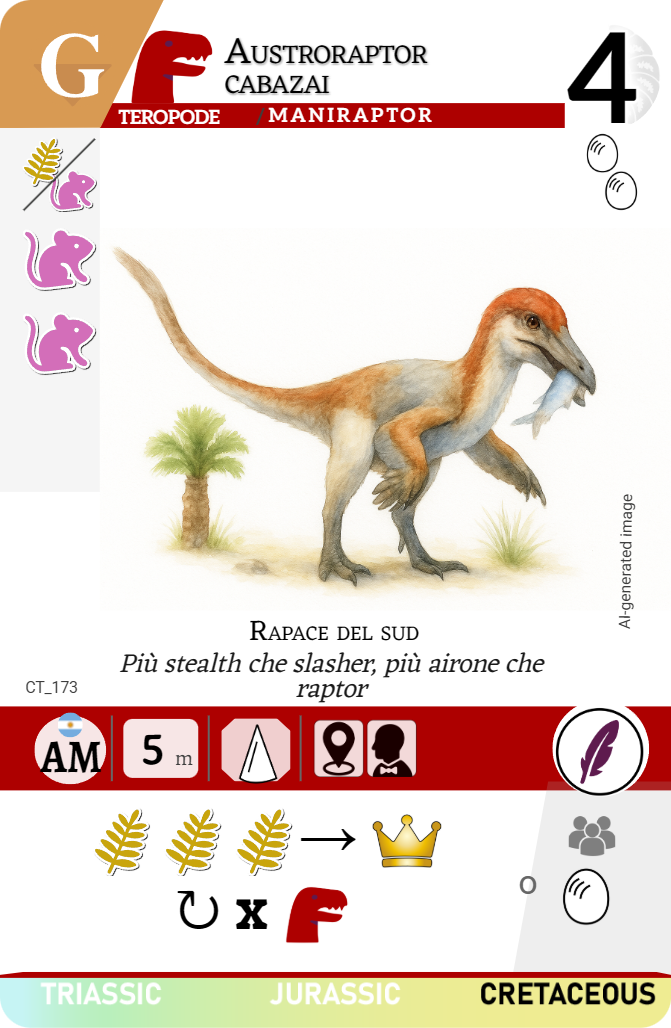 G
AUSTRORAPTOR
CABAZAI
4
TEROPODE / MANIRAPTOR
AI-generated image
RAPACE DEL SUD
Più stealth che slasher, più airone che
raptor
CT_173
AM
5 m
O
x
TRIASSIC JURASSIC CRETACEOUS